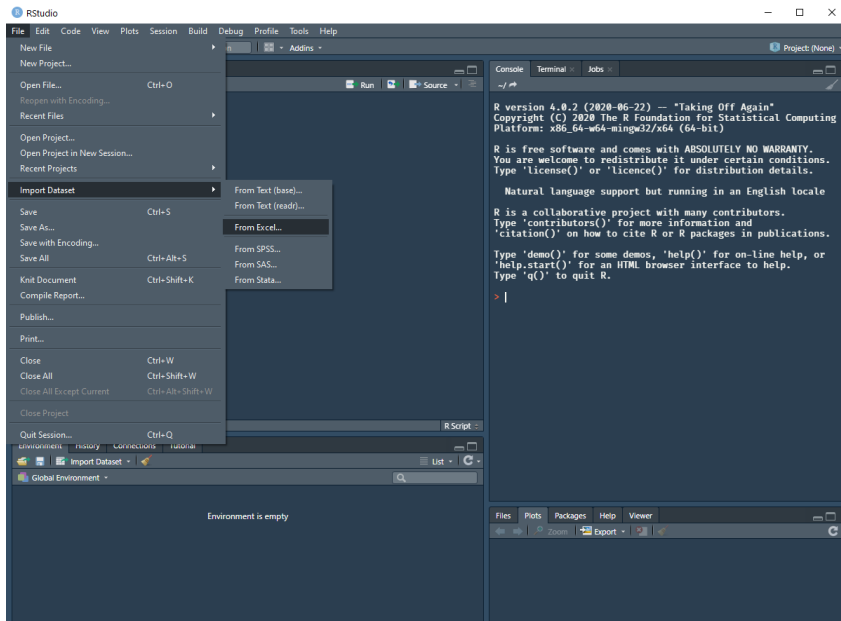 RStudio
File Edit Code View Plots Session Build Debug Profile Tools Help
Addins
Project: (None)
New File
New Project...
Open File... Ctrl+O
Reopen with Encoding...
Recent Files
Open Project...
Open Project in New Session...
Recent Projects
Import Dataset
Save Ctrl+S
Save As...
Save with Encoding...
Save All Ctrl+Alt+S
Knit Document Ctrl+Shift+K
Compile Report...
Publish...
Print...
Close Ctrl+W
Close All Ctrl+Shift+W
Close All Except Current Ctrl+Alt+Shift+W
Close Project
Quit Session... Ctrl+Q
From Text (base)...
From Text (readr)...
From Excel...
From SPSS...
From SAS...
From Stata...
Run Source
R Script
Environment History Connections Tutorial
Import Dataset List
Global Environment
Environment is empty
Console Terminal Jobs
~/
R version 4.0.2 (2020-06-22) -- "Taking Off Again"
Copyright (C) 2020 The R Foundation for Statistical Computing
Platform: x86_64-w64-mingw32/x64 (64-bit)
R is free software and comes with ABSOLUTELY NO WARRANTY.
You are welcome to redistribute it under certain conditions.
Type 'license()' or 'licence()' for distribution details.
Natural language support but running in an English locale
R is a collaborative project with many contributors.
Type 'contributors()' for more information and
'citation()' on how to cite R or R packages in publications.
Type 'demo()' for some demos, 'help()' for on-line help, or
'help.start()' for an HTML browser interface to help.
Type 'q()' to quit R.
>
Files Plots Packages Help Viewer
Zoom Export